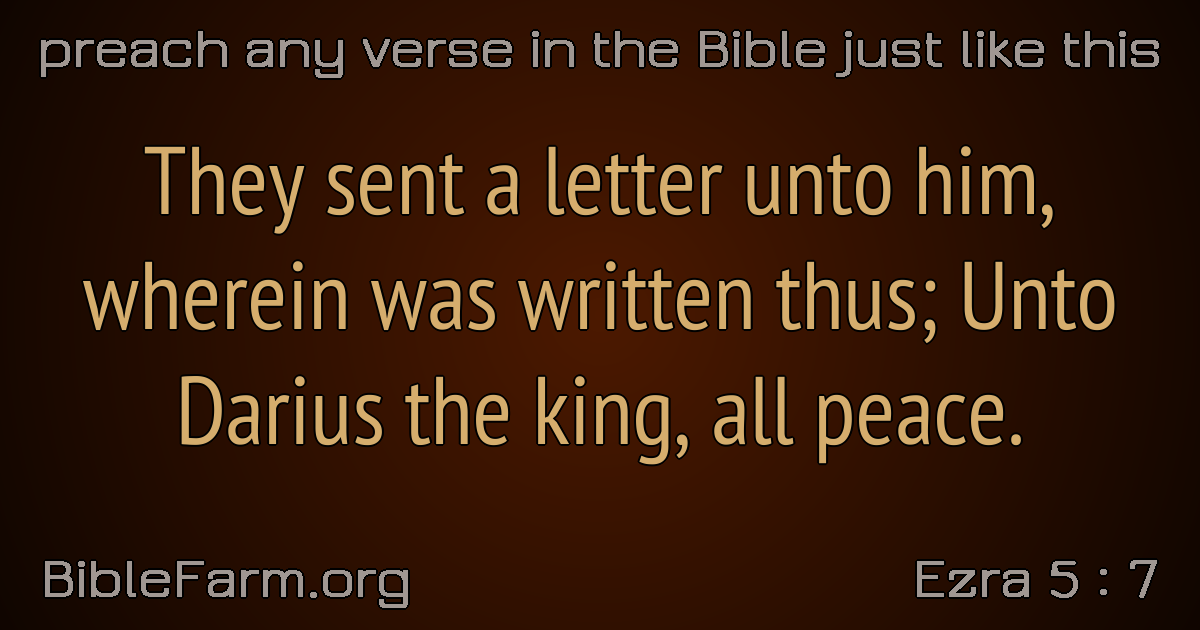 preach any verse in the Bible just like this
They sent a letter unto him,
wherein was written thus; Unto
Darius the king, all peace.
BibleFarm.org
Ezra 5 : 7